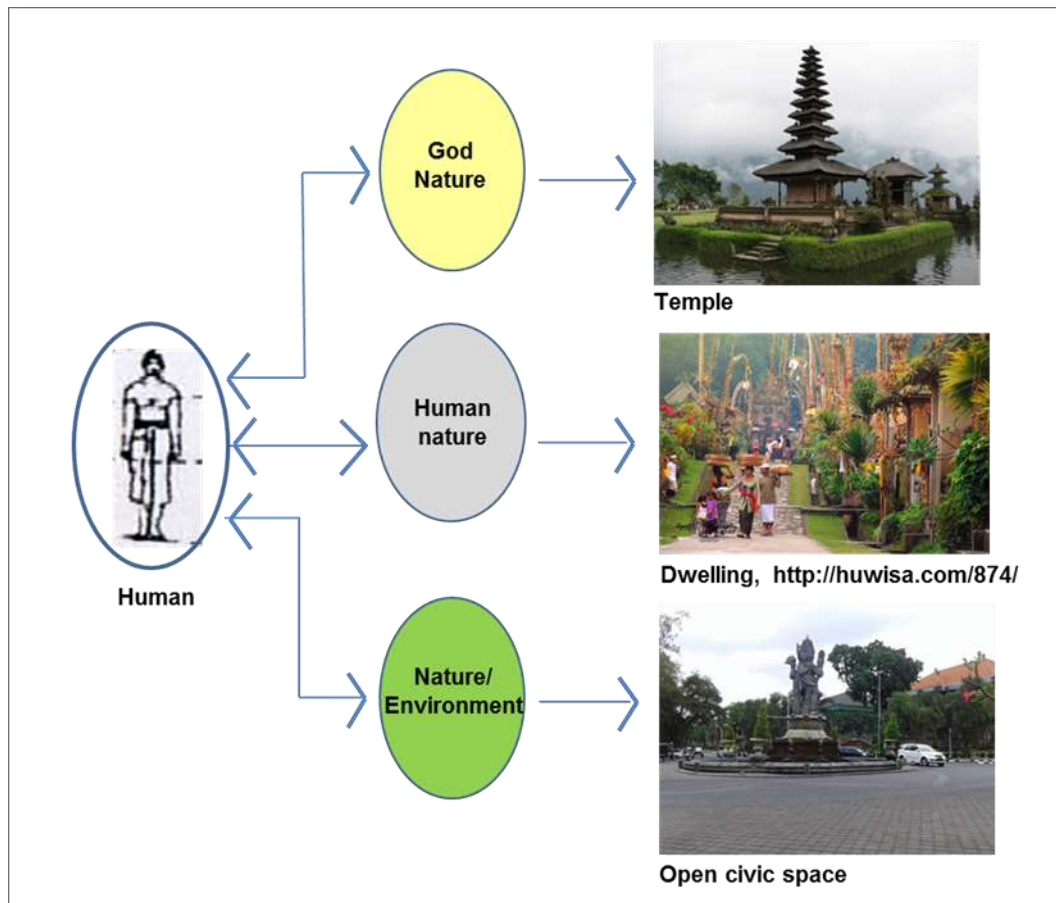 God
Nature
Temple
Human
nature
Dwelling, http://huwisa.com/874/
Human
Nature/
Environment
Open civic space